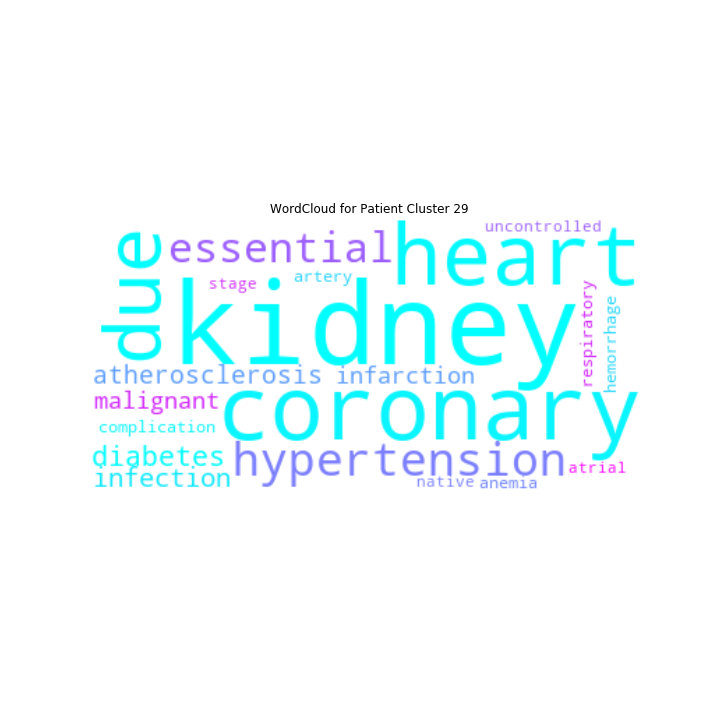 WordCloud for Patient Cluster 29
uncontrolled
due
essential
heart
stage
artery
kidney
respiratory
hemorrhage
atherosclerosis
infarction
malignant
coronary
complication
diabetes
hypertension
infection
atrial
native
anemia